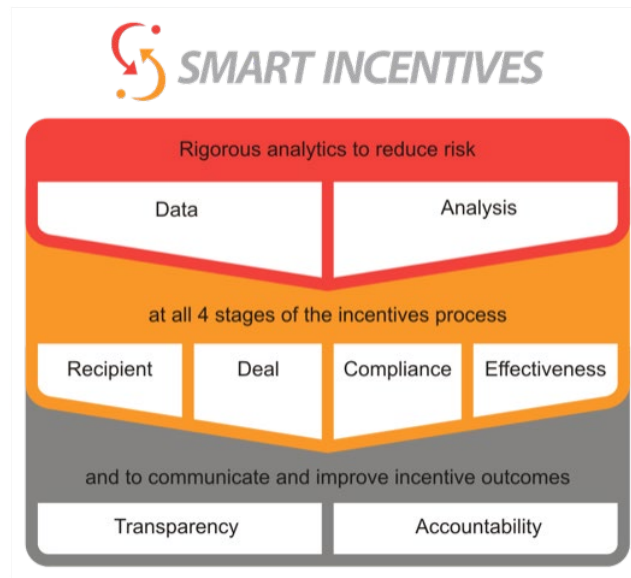 SMART INCENTIVES
Rigorous analytics to reduce risk
Data
Analysis
at all 4 stages of the incentives process
Recipient
Deal
Compliance
Effectiveness
and to communicate and improve incentive outcomes
Transparency
Accountability